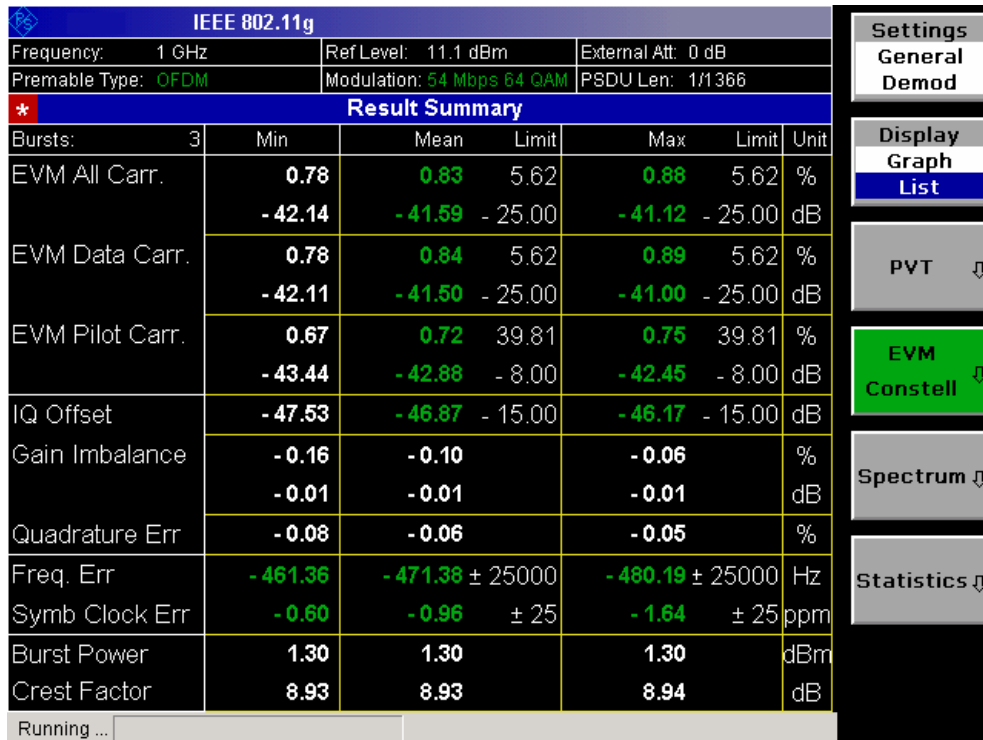 IEEE 802.11g
Frequency: 1 GHz Ref Level: 11.1 dBm External Att: 0 dB
Premable Type: OFDM Modulation: 54 Mbps 64 QAM PSDU Len: 1/1366
* Result Summary
Bursts: 3 Min Mean Limit Max Limit Unit
EVM All Carr. 0.78 0.83 5.62 0.88 5.62 %
- 42.14 - 41.59 - 25.00 - 41.12 - 25.00 dB
EVM Data Carr. 0.78 0.84 5.62 0.89 5.62 %
- 42.11 - 41.50 - 25.00 - 41.00 - 25.00 dB
EVM Pilot Carr. 0.67 0.72 39.81 0.75 39.81 %
- 43.44 - 42.88 - 8.00 - 42.45 - 8.00 dB
IQ Offset - 47.53 - 46.87 - 15.00 - 46.17 - 15.00 dB
Gain Imbalance - 0.16 - 0.10 - 0.06 %
- 0.01 - 0.01 - 0.01 dB
Quadrature Err - 0.08 - 0.06 - 0.05 %
Freq. Err - 461.36 - 471.38 ± 25000 - 480.19 ± 25000 Hz
Symb Clock Err - 0.60 - 0.96 ± 25 - 1.64 ± 25 ppm
Burst Power 1.30 1.30 1.30 dBm
Crest Factor 8.93 8.93 8.94 dB
Running ...
Settings
General
Demod
Display
Graph
List
PVT
EVM
Constell
Spectrum
Statistics